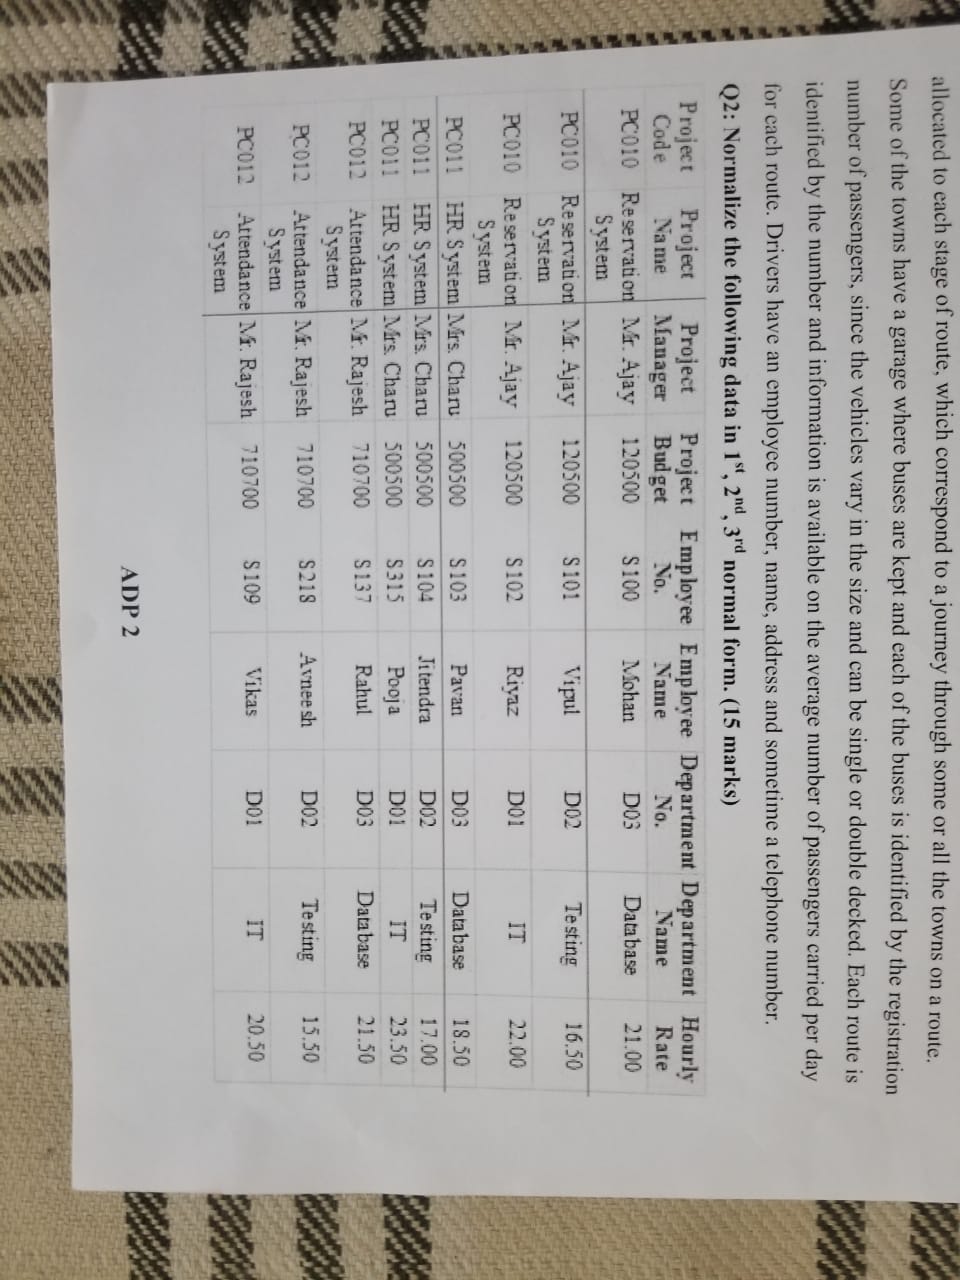 allocated to each stage of route, which correspond to a journey through some or all the towns on a route.
Some of the towns have a garage where buses are kept and each of the buses is identified by the registration
number of passengers, since the vehicles vary in the size and can be single or double decked. Each route is
identified by the number and information is available on the average number of passengers carried per day
for each route. Drivers have an employee number, name, address and sometime a telephone number.
Q2: Normalize the following data in 1st, 2nd, 3rd normal form. (15 marks)
Project Project Project Project Employee Employee Department Department Hourly
Code Name Manager Budget No. Name No. Name Rate
PC010 Reservation Mr. Ajay 120500 S100 Mohan D03 Database 21.00
System
PC010 Reservation Mr. Ajay 120500 S101 Vipul D02 Testing 16.50
System
PC010 Reservation Mr. Ajay 120500 S102 Riyaz D01 IT 22.00
System
PC011 HR System Mrs. Charu 500500 S103 Pavan D03 Database 18.50
PC011 HR System Mrs. Charu 500500 S104 Jitendra D02 Testing 17.00
PC011 HR System Mrs. Charu 500500 S315 Pooja D01 IT 23.50
PC012 Attendance Mr. Rajesh 710700 S137 Rahul D03 Database 21.50
System
PC012 Attendance Mr. Rajesh 710700 S218 Avneesh D02 Testing 15.50
System
PC012 Attendance Mr. Rajesh 710700 S109 Vikas D01 IT 20.50
System
ADP 2